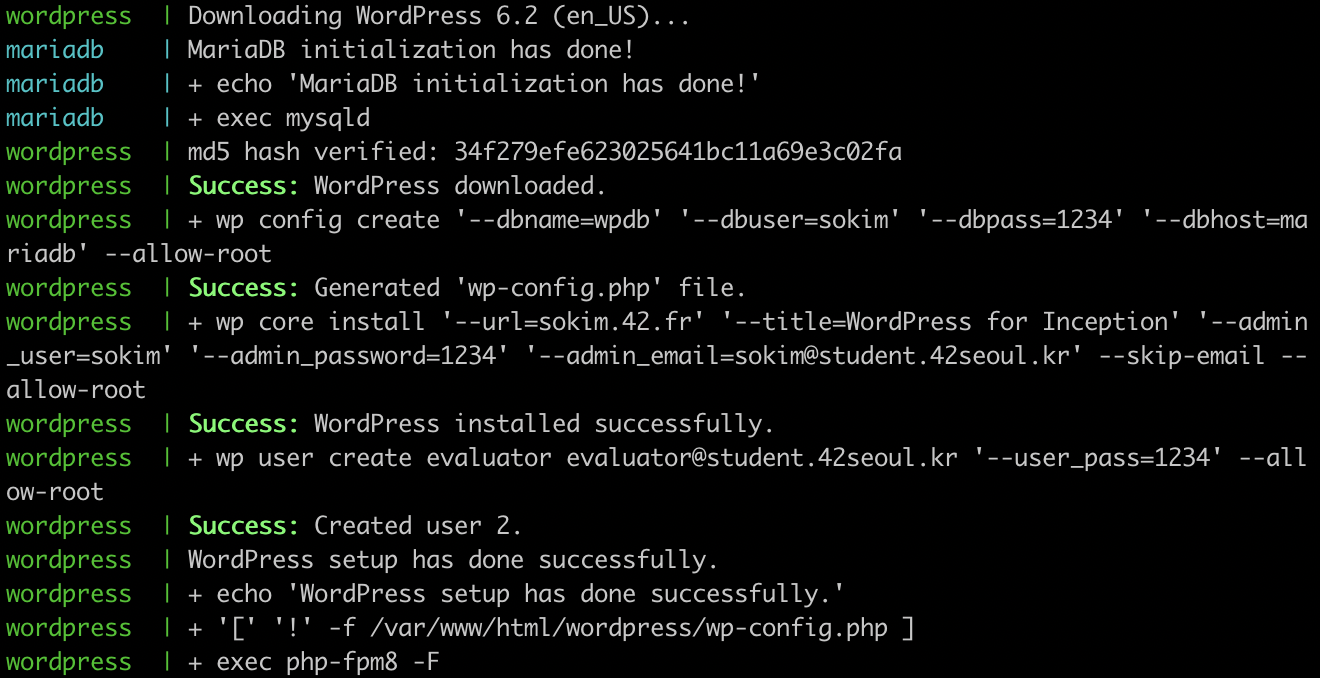 wordpress  | Downloading WordPress 6.2 (en_US)...
mariadb    | MariaDB initialization has done!
mariadb    | + echo 'MariaDB initialization has done!'
mariadb    | + exec mysqld
wordpress  | md5 hash verified: 34f279efe623025641bc11a69e3c02fa
wordpress  | Success: WordPress downloaded.
wordpress  | + wp config create '--dbname=wpdb' '--dbuser=sokim' '--dbpass=1234' '--dbhost=ma
riadb' --allow-root
wordpress  | Success: Generated 'wp-config.php' file.
wordpress  | + wp core install '--url=sokim.42.fr' '--title=WordPress for Inception' '--admin
_user=sokim' '--admin_password=1234' '--admin_email=sokim@student.42seoul.kr' --skip-email --
allow-root
wordpress  | Success: WordPress installed successfully.
wordpress  | + wp user create evaluator evaluator@student.42seoul.kr '--user_pass=1234' --all
ow-root
wordpress  | Success: Created user 2.
wordpress  | WordPress setup has done successfully.
wordpress  | + echo 'WordPress setup has done successfully.'
wordpress  | + '[' '!' -f /var/www/html/wordpress/wp-config.php ]
wordpress  | + exec php-fpm8 -F